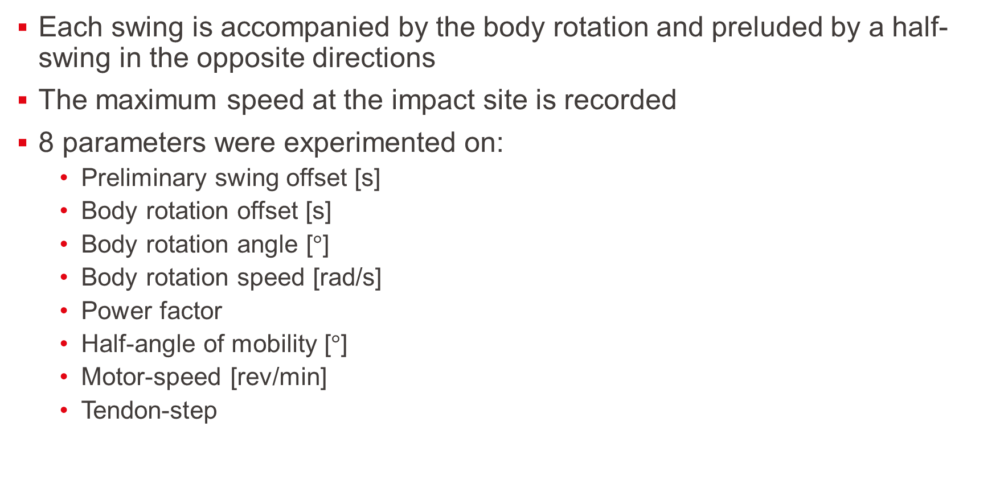 ▪ Each swing is accompanied by the body rotation and preluded by a half-
swing in the opposite directions
▪ The maximum speed at the impact site is recorded
▪ 8 parameters were experimented on:
• Preliminary swing offset [s]
• Body rotation offset [s]
• Body rotation angle [°]
• Body rotation speed [rad/s]
• Power factor
• Half-angle of mobility [°]
• Motor-speed [rev/min]
• Tendon-step